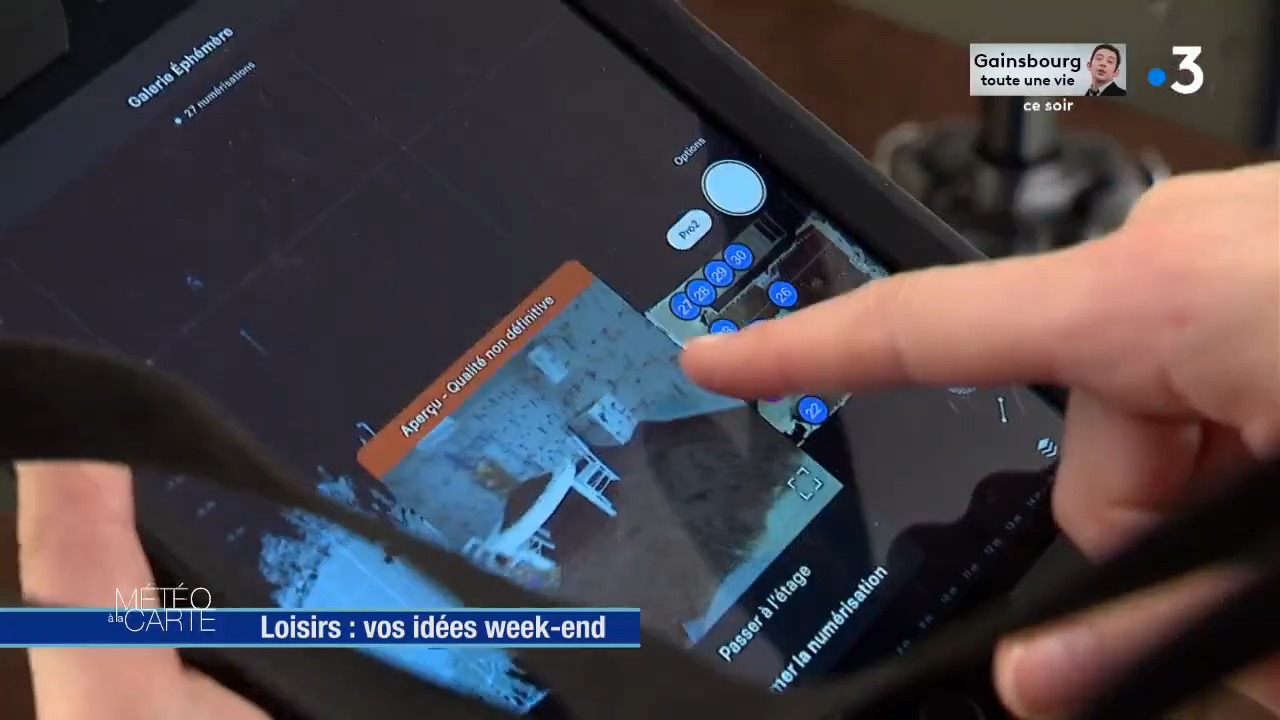 Galerie Éphémère
27 numérisations
Gainsbourg
toute une vie
ce soir
3
Options
Pro2
30
29
28
27
26
22
Aperçu - Qualité non définitive
Passer à l'étage
mer la numérisation
MÉTÉO
à la CARTE
Loisirs : vos idées week-end